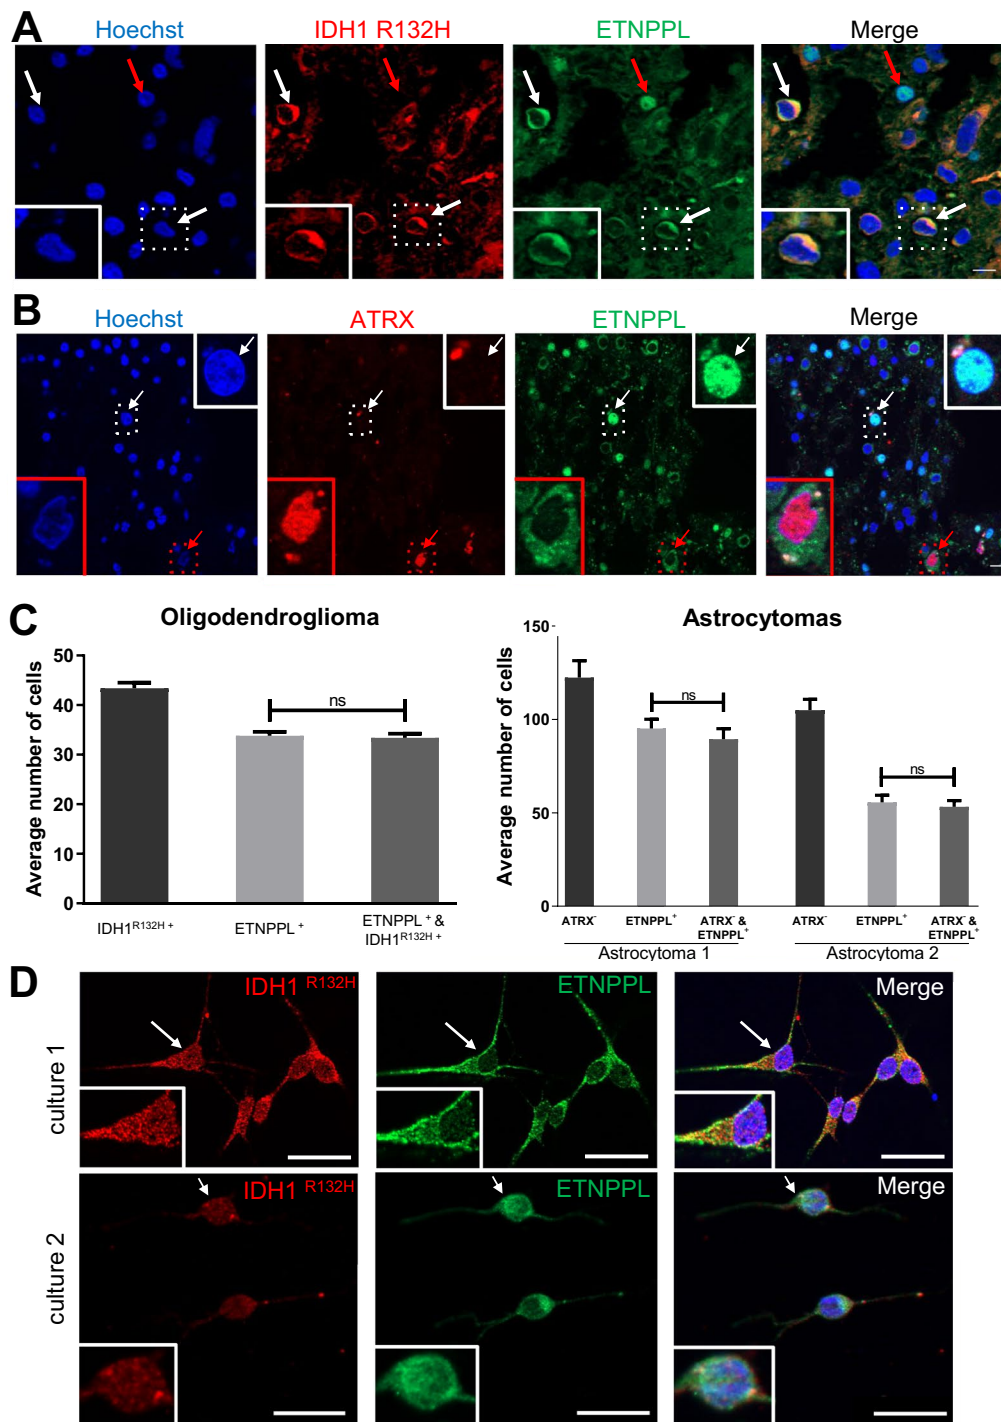 A
Hoechst
IDH1 R132H
ETNPPL
Merge
B
Hoechst
ATRX
ETNPPL
Merge
C
Oligodendroglioma
Average number of cells
50
40
30
20
10
0
ns
IDH1R132H +
ETNPPL +
ETNPPL + &
IDH1R132H +
Astrocytomas
Average number of cells
150
100
50
0
ns
ns
ATRX-
ETNPPL+
ATRX- &
ETNPPL+
ATRX-
ETNPPL+
ATRX- &
ETNPPL+
Astrocytoma 1
Astrocytoma 2
D
culture 1
IDH1 R132H
ETNPPL
Merge
culture 2
IDH1 R132H
ETNPPL
Merge